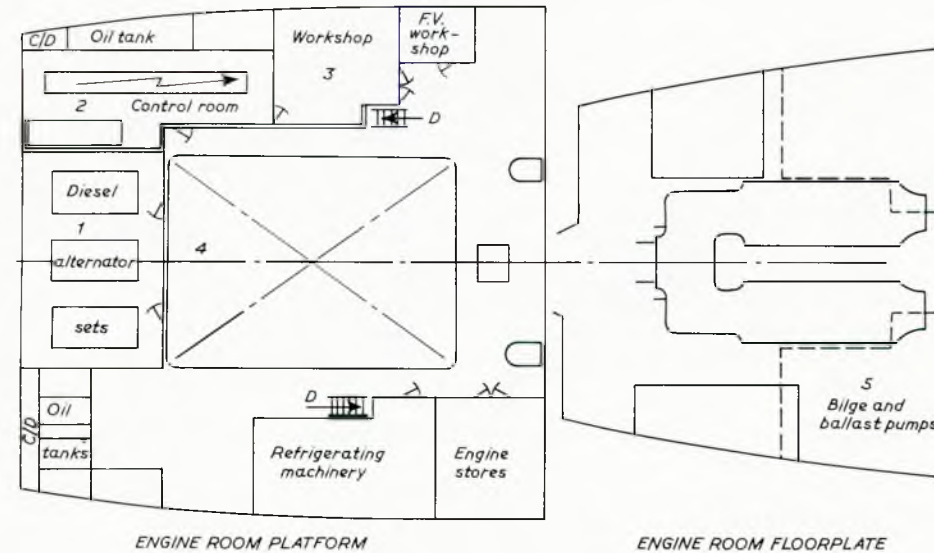 C/D
Oil tank
Workshop
3
F.V.
work-
shop
2
Control room
D
Diesel
1
alternator
sets
4
D
Oil
tanks
C/D
Refrigerating
machinery
Engine
stores
5
Bilge and
ballast pumps
ENGINE ROOM PLATFORM
ENGINE ROOM FLOORPLATE